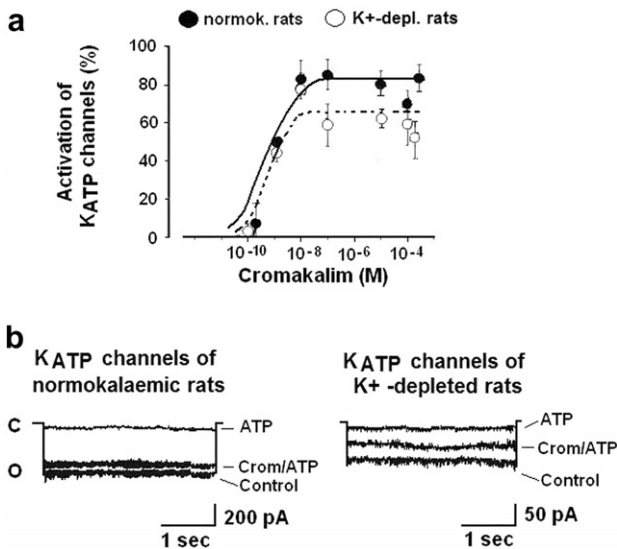 a
normok. rats
K+-depl. rats
Activation of
KATP channels (%)
100
80
60
40
20
0
10-10
10-8
10-6
10-4
Cromakalim (M)
b
KATP channels of
normokalaemic rats
C
O
ATP
Crom/ATP
Control
200 pA
1 sec
KATP channels of
K+ -depleted rats
ATP
Crom/ATP
Control
50 pA
1 sec